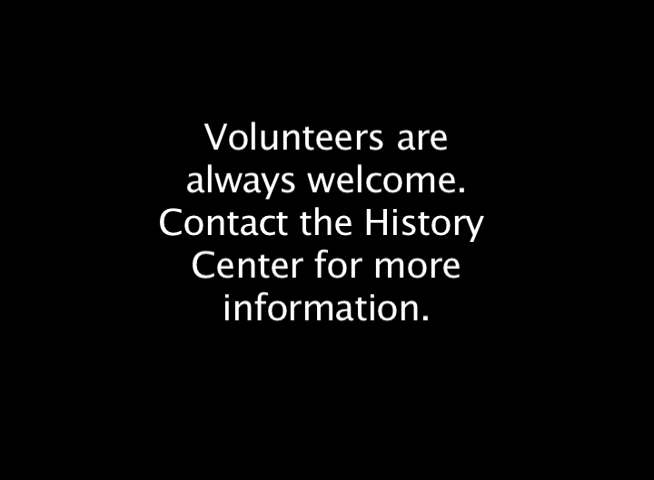 Volunteers are
always welcome.
Contact the History
Center for more
information.